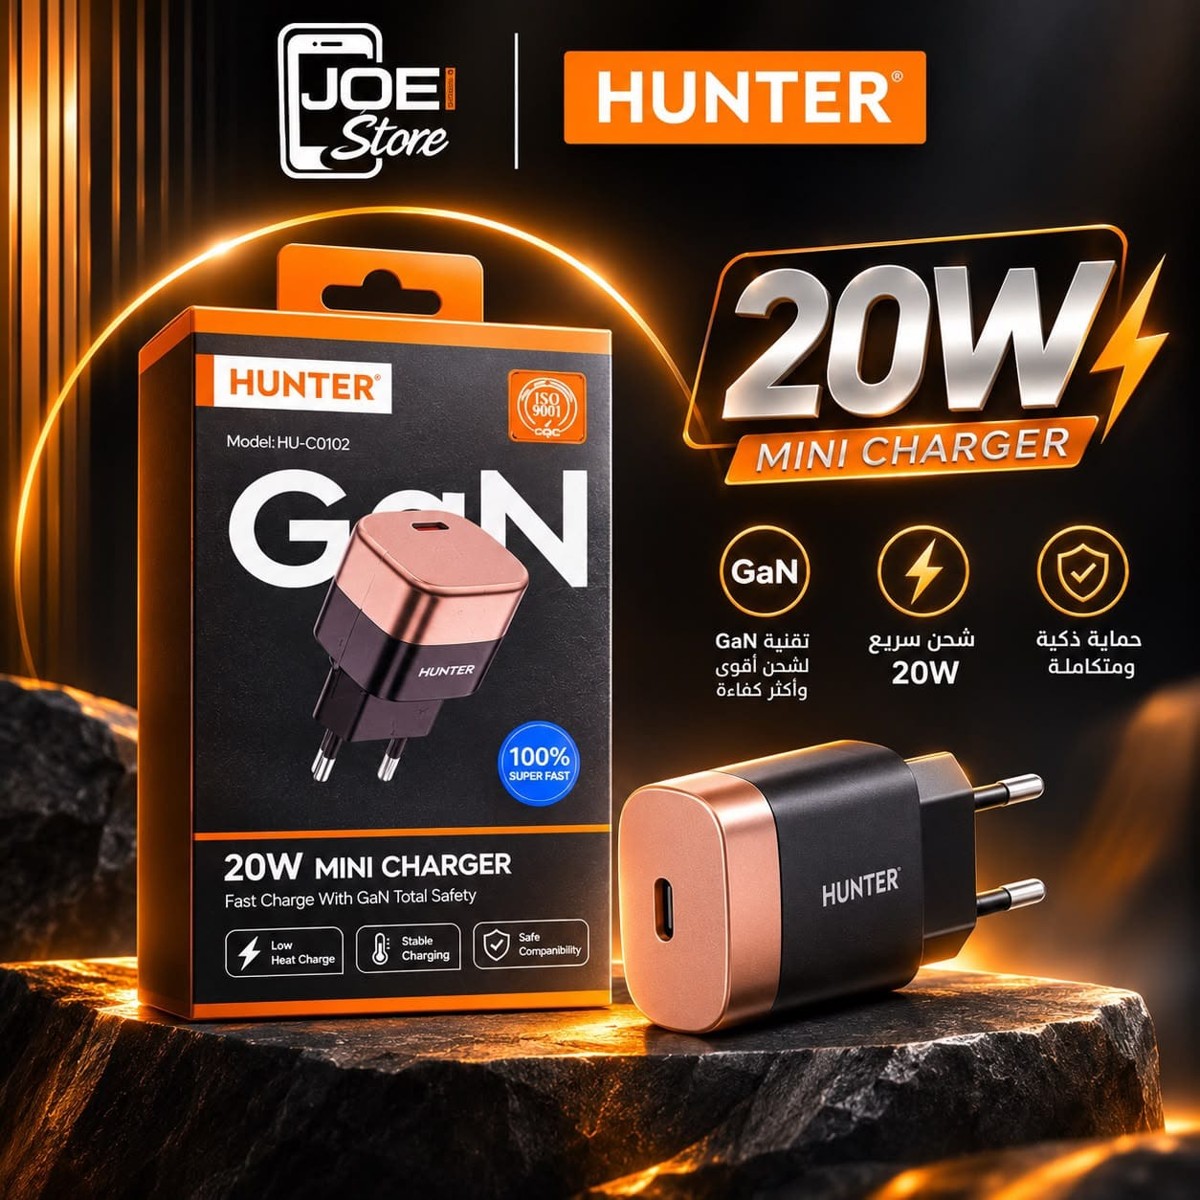 JOE
Store
HUNTER®
20W
MINI CHARGER
GaN
تقنية GaN
لشحن أقوى
وأكثر كفاءة
شحن سريع
20W
حماية ذكية
ومتكاملة
HUNTER®
ISO
9001
CQC
Model: HU-C0102
GaN
HUNTER
100%
SUPER FAST
20W MINI CHARGER
Fast Charge With GaN Total Safety
Low
Heat Charge
Stable
Charging
Safe
Companibility
HUNTER®